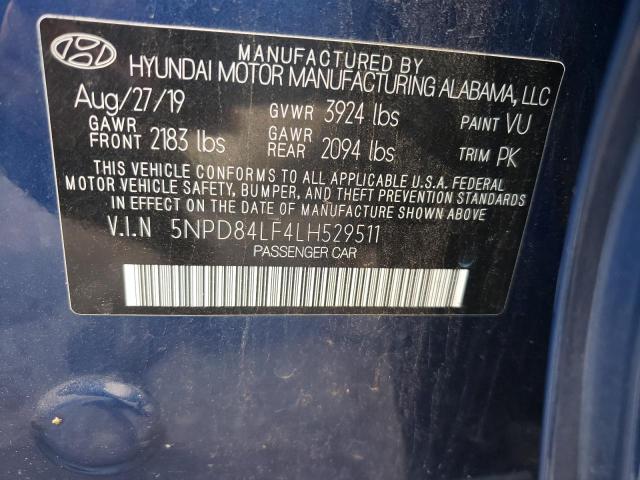 MANUFACTURED BY
HYUNDAI MOTOR MANUFACTURING ALABAMA, LLC
Aug/27/19 GVWR 3924 lbs PAINT VU
GAWR FRONT 2183 lbs GAWR REAR 2094 lbs TRIM PK
THIS VEHICLE CONFORMS TO ALL APPLICABLE U.S.A. FEDERAL
MOTOR VEHICLE SAFETY, BUMPER, AND THEFT PREVENTION STANDARDS
IN EFFECT ON THE DATE OF MANUFACTURE SHOWN ABOVE.
V.I.N 5NPD84LF4LH529511
PASSENGER CAR